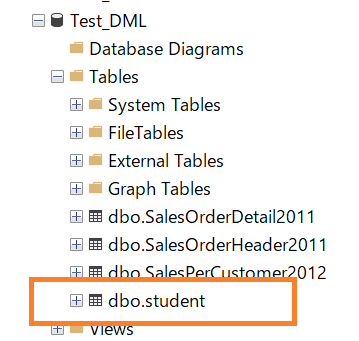 Test_DML
Database Diagrams
Tables
System Tables
FileTables
External Tables
Graph Tables
dbo.SalesOrderDetail2011
dbo.SalesOrderHeader2011
dbo.SalesPerCustomer2012
dbo.student
Views